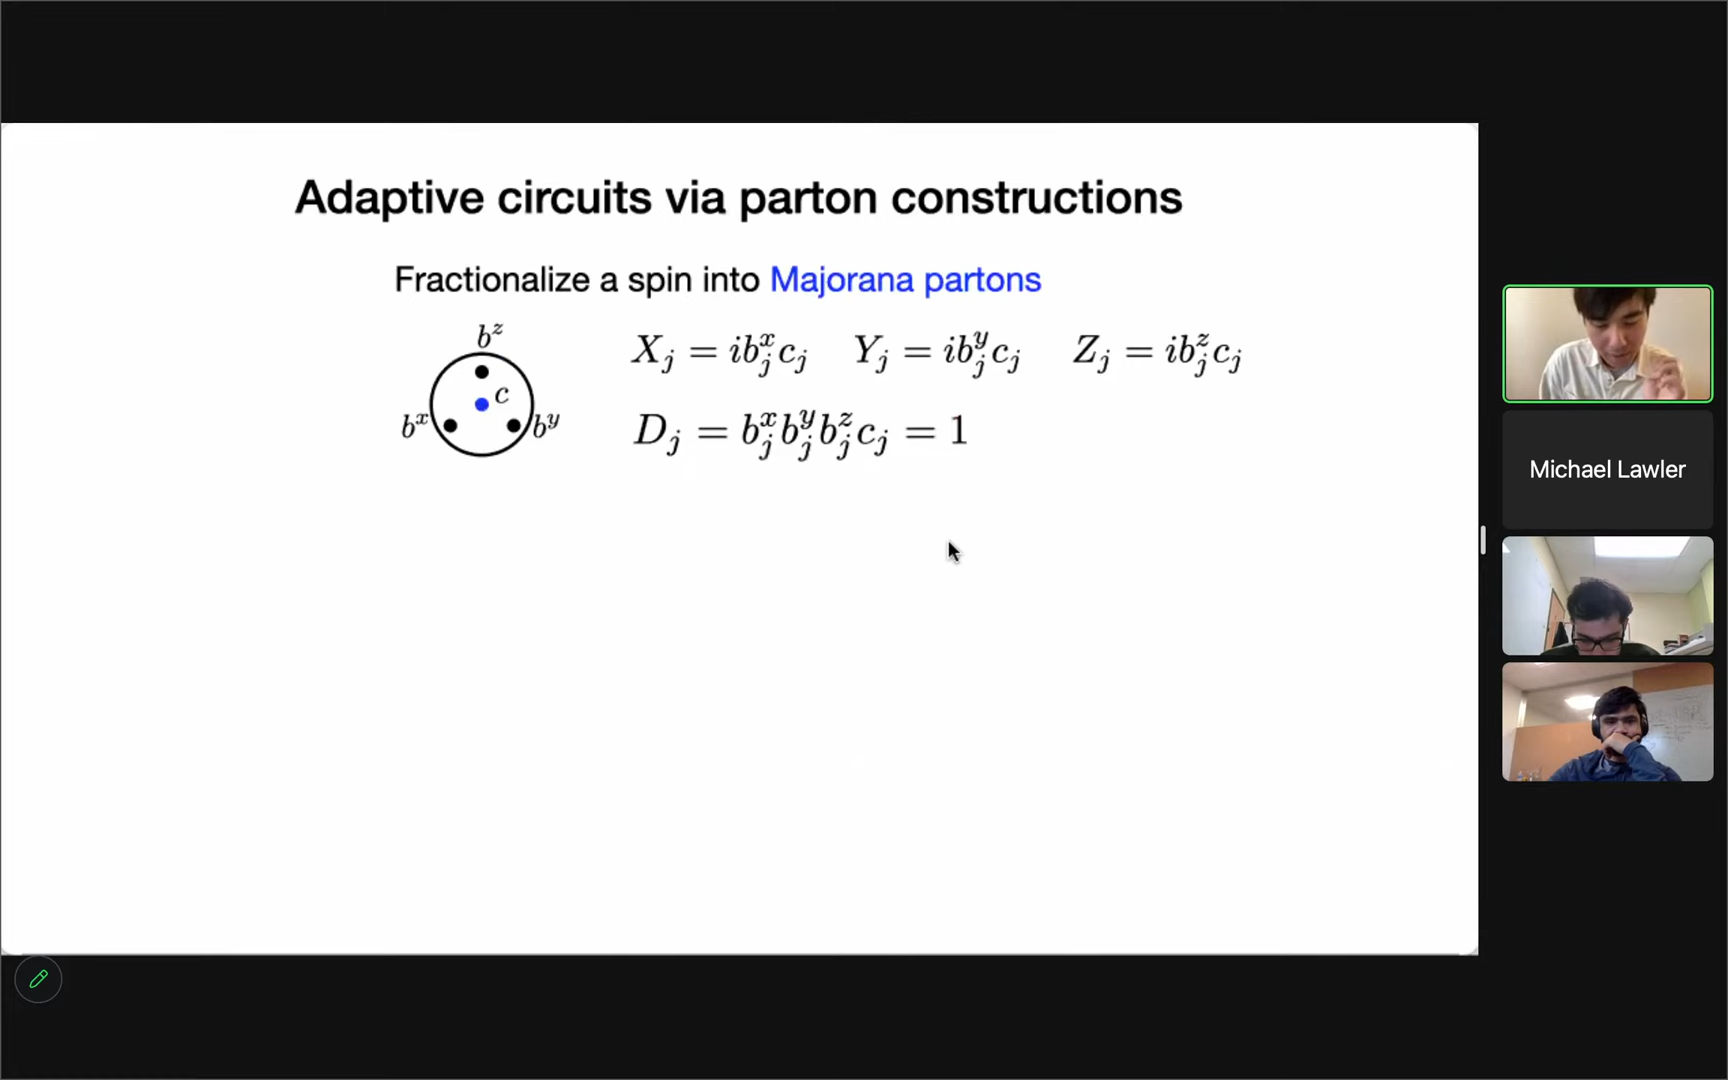 Adaptive circuits via parton constructions
Fractionalize a spin into Majorana partons
b^z
c
b^x
b^y
X_j = ib_j^x c_j   Y_j = ib_j^y c_j   Z_j = ib_j^z c_j
D_j = b_j^x b_j^y b_j^z c_j = 1
Michael Lawler